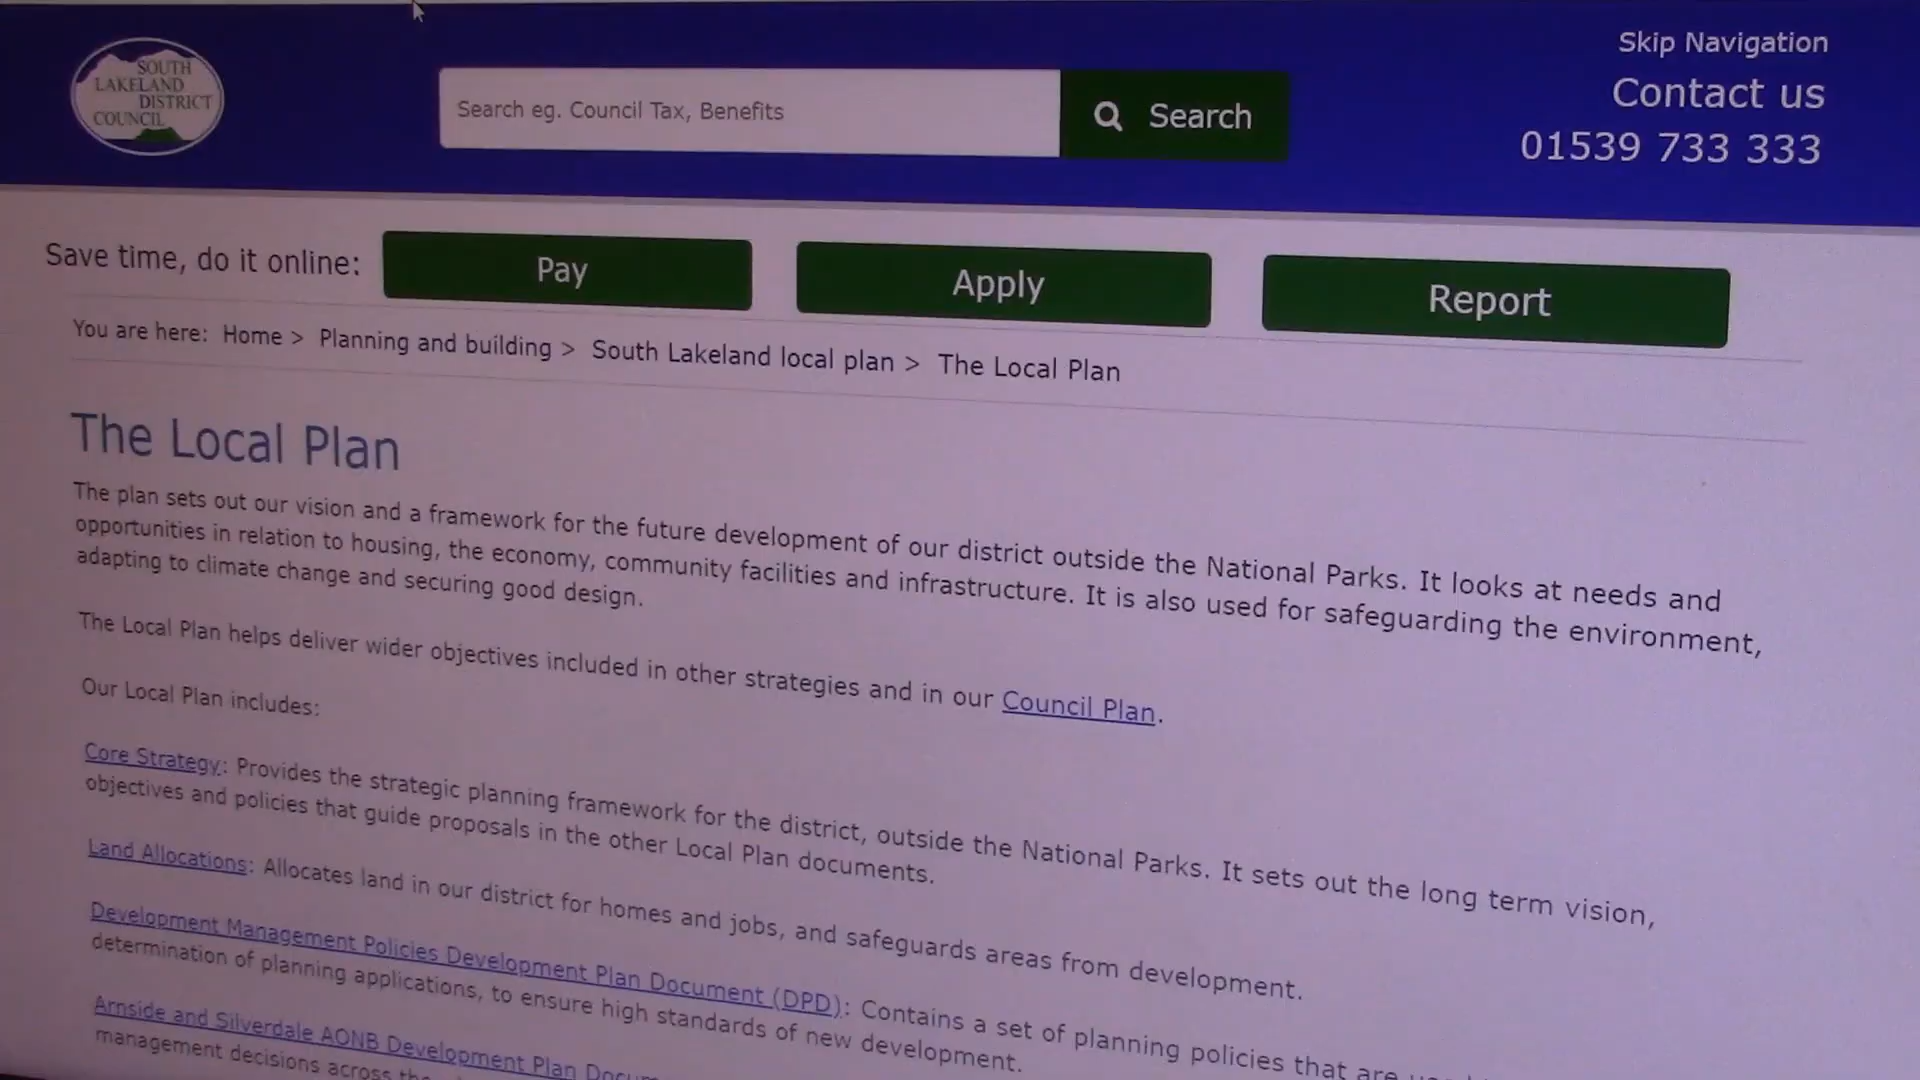 SOUTH
LAKELAND
DISTRICT
COUNCIL
Search eg. Council Tax, Benefits
Search
Skip Navigation
Contact us
01539 733 333
Save time, do it online:
Pay
Apply
Report
You are here: Home > Planning and building > South Lakeland local plan > The Local Plan
The Local Plan
The plan sets out our vision and a framework for the future development of our district outside the National Parks. It looks at needs and
opportunities in relation to housing, the economy, community facilities and infrastructure. It is also used for safeguarding the environment,
adapting to climate change and securing good design.
The Local Plan helps deliver wider objectives included in other strategies and in our Council Plan.
Our Local Plan includes:
Core Strategy: Provides the strategic planning framework for the district, outside the National Parks. It sets out the long term vision,
objectives and policies that guide proposals in the other Local Plan documents.
Land Allocations: Allocates land in our district for homes and jobs, and safeguards areas from development.
Development Management Policies Development Plan Document (DPD): Contains a set of planning policies that are
determination of planning applications, to ensure high standards of new development.
Arnside and Silverdale AONB Development Plan
management decisions across